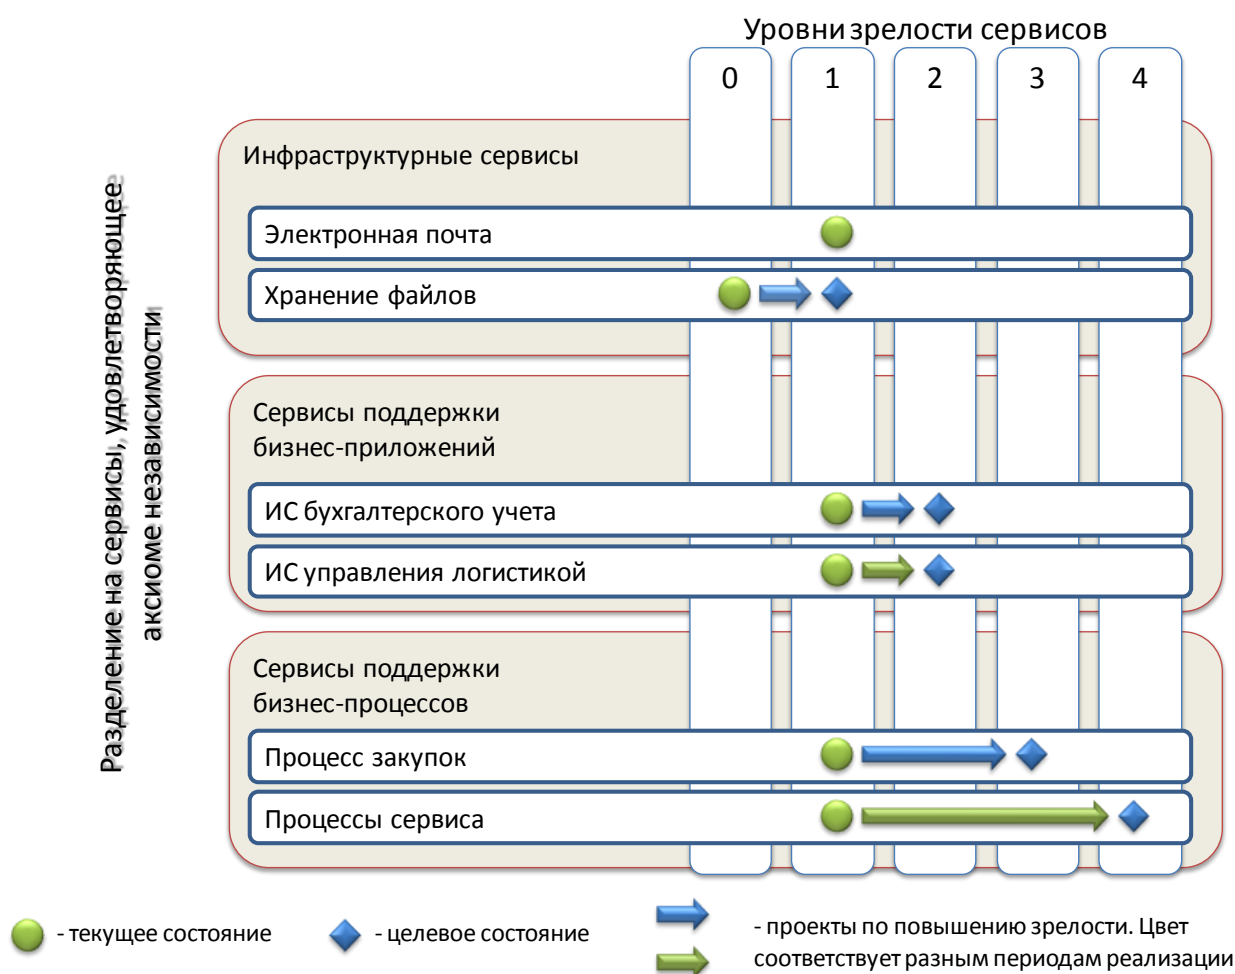 Уровни зрелости сервисов
0 1 2 3 4
Разделение на сервисы, удовлетворяющее
аксиоме независимости
Инфраструктурные сервисы
Электронная почта
Хранение файлов
Сервисы поддержки
бизнес-приложений
ИС бухгалтерского учета
ИС управления логистикой
Сервисы поддержки
бизнес-процессов
Процесс закупок
Процессы сервиса
- текущее состояние
- целевое состояние
- проекты по повышению зрелости. Цвет
соответствует разным периодам реализации